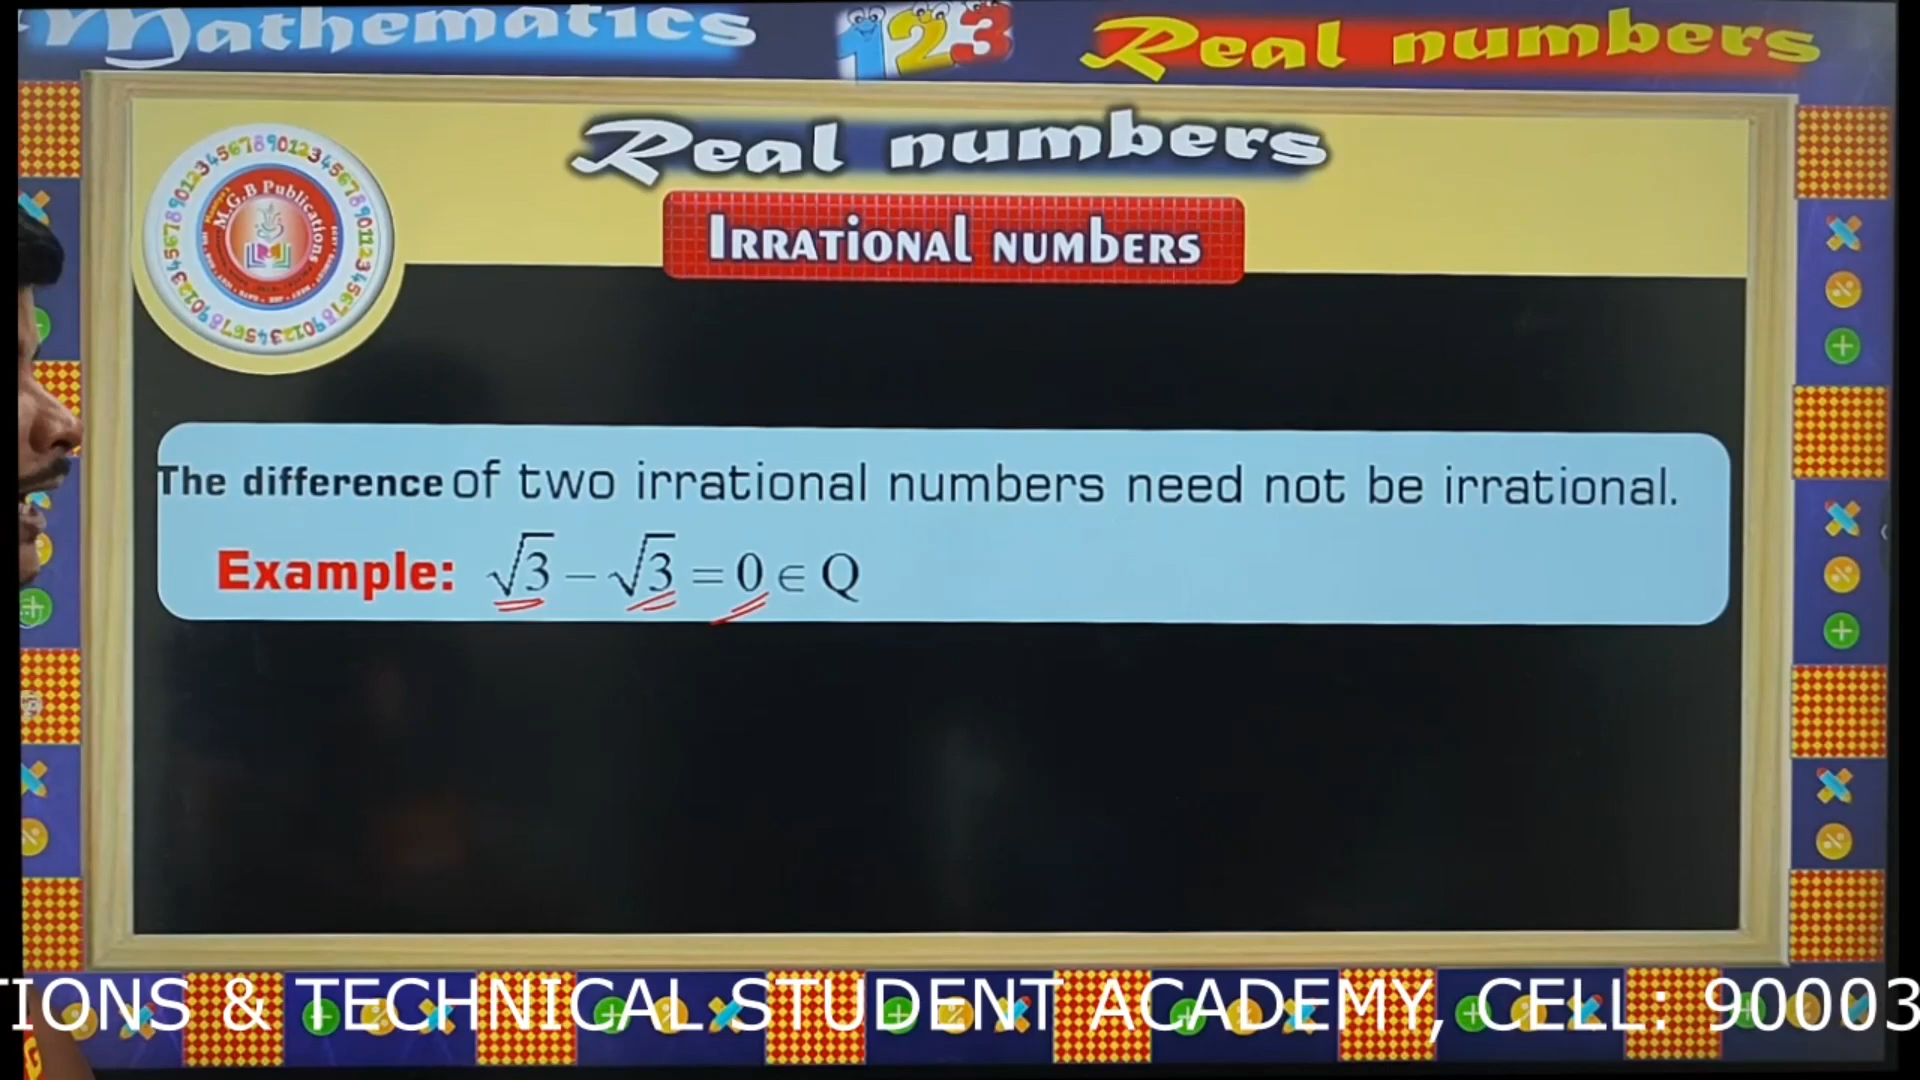 Mathematics 123 Real numbers
Real numbers
M.G.B Publications
Irrational numbers
The difference of two irrational numbers need not be irrational.
Example: √3 − √3 = 0 ∈ Q
TIONS & TECHNICAL STUDENT ACADEMY, CELL: 90003